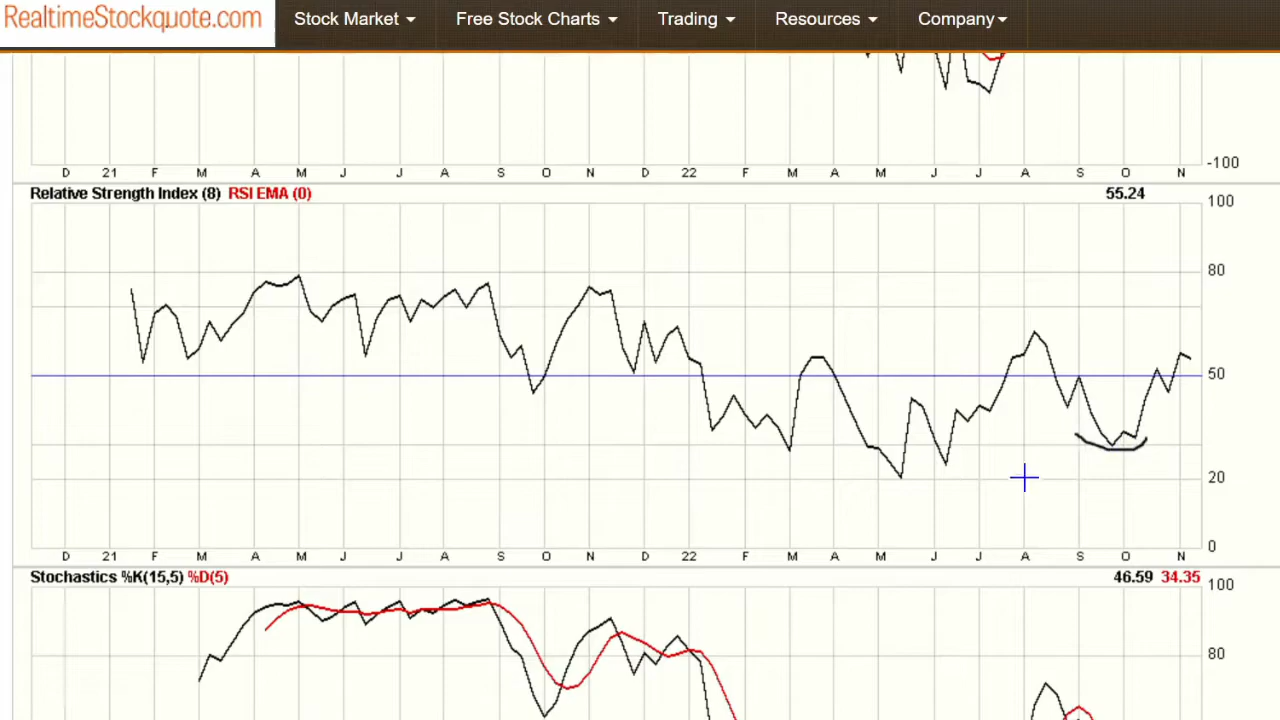 RealtimeStockquote.com Stock Market Free Stock Charts Trading Resources Company
-100
D 21 F M A M J J A S O N D 22 F M A M J J A S O N
Relative Strength Index (8) RSI EMA (0) 55.24
100
80
50
20
0
D 21 F M A M J J A S O N D 22 F M A M J J A S O N
Stochastics %K(15,5) %D(5) 46.59 34.35
100
80